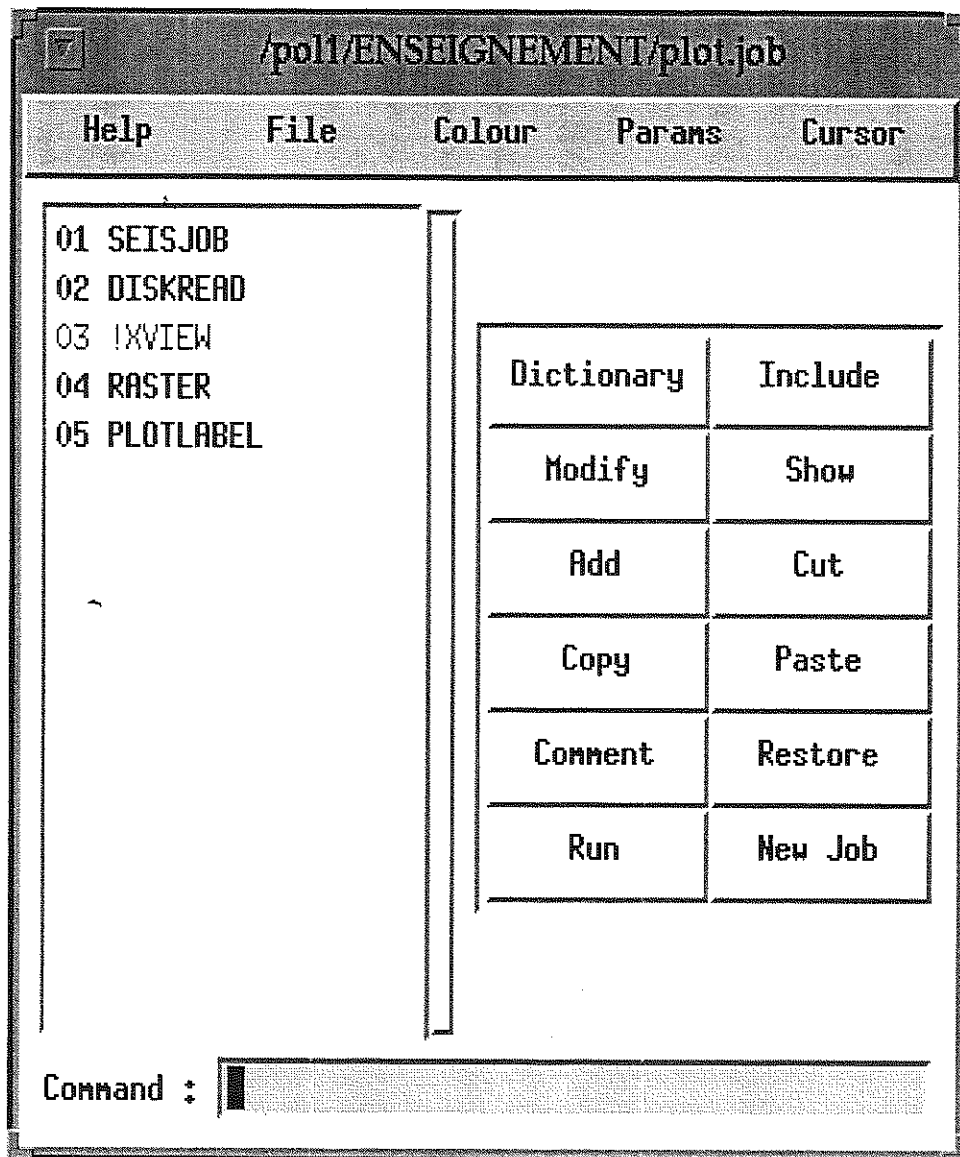 /pol1/ENSEIGNEMENT/plot.job
Help File Colour Params Cursor
01 SEISJOB
02 DISKREAD
03 !XVIEW
04 RASTER
05 PLOTLABEL
Dictionary Include
Modify Show
Add Cut
Copy Paste
Comment Restore
Run New Job
Command :